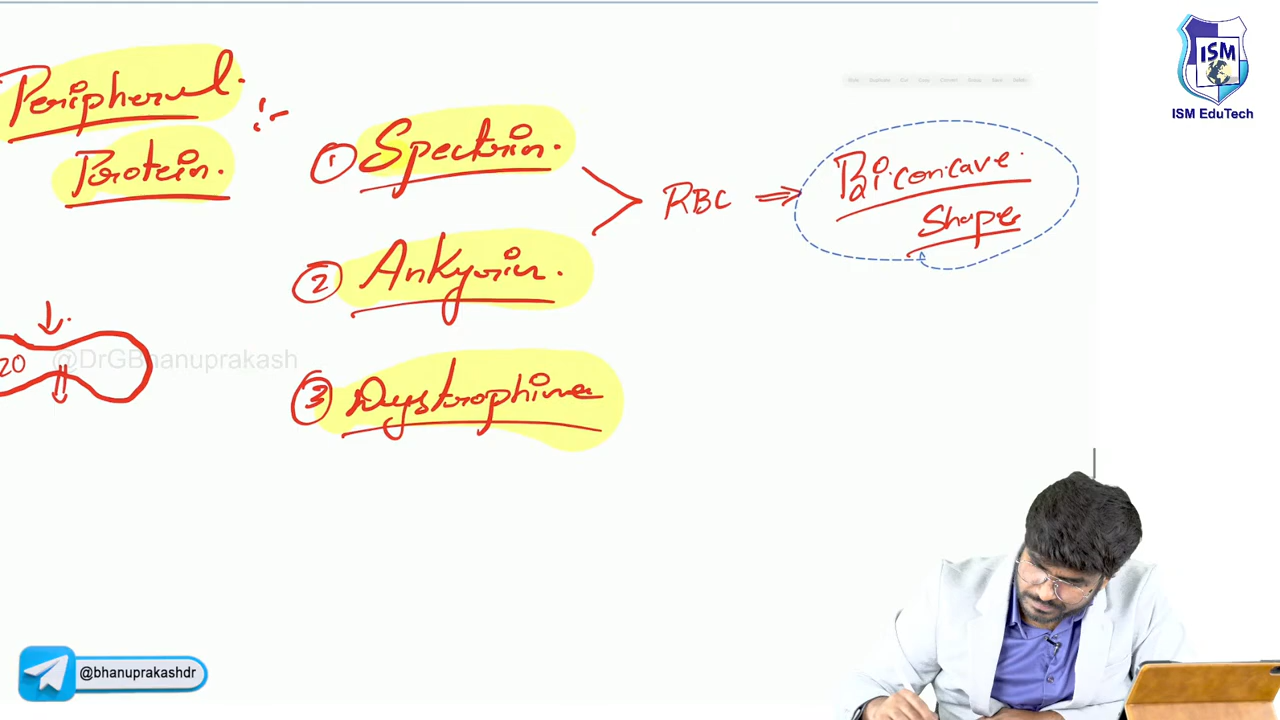 Peripheral
Protein. :-
① Spectrin.
② Ankyrin.
③ Dystrophine
RBC ⇒ Biconcave
Shape
20
@DrGBhanuprakash
@bhanuprakashdr
ISM
ISM EduTech